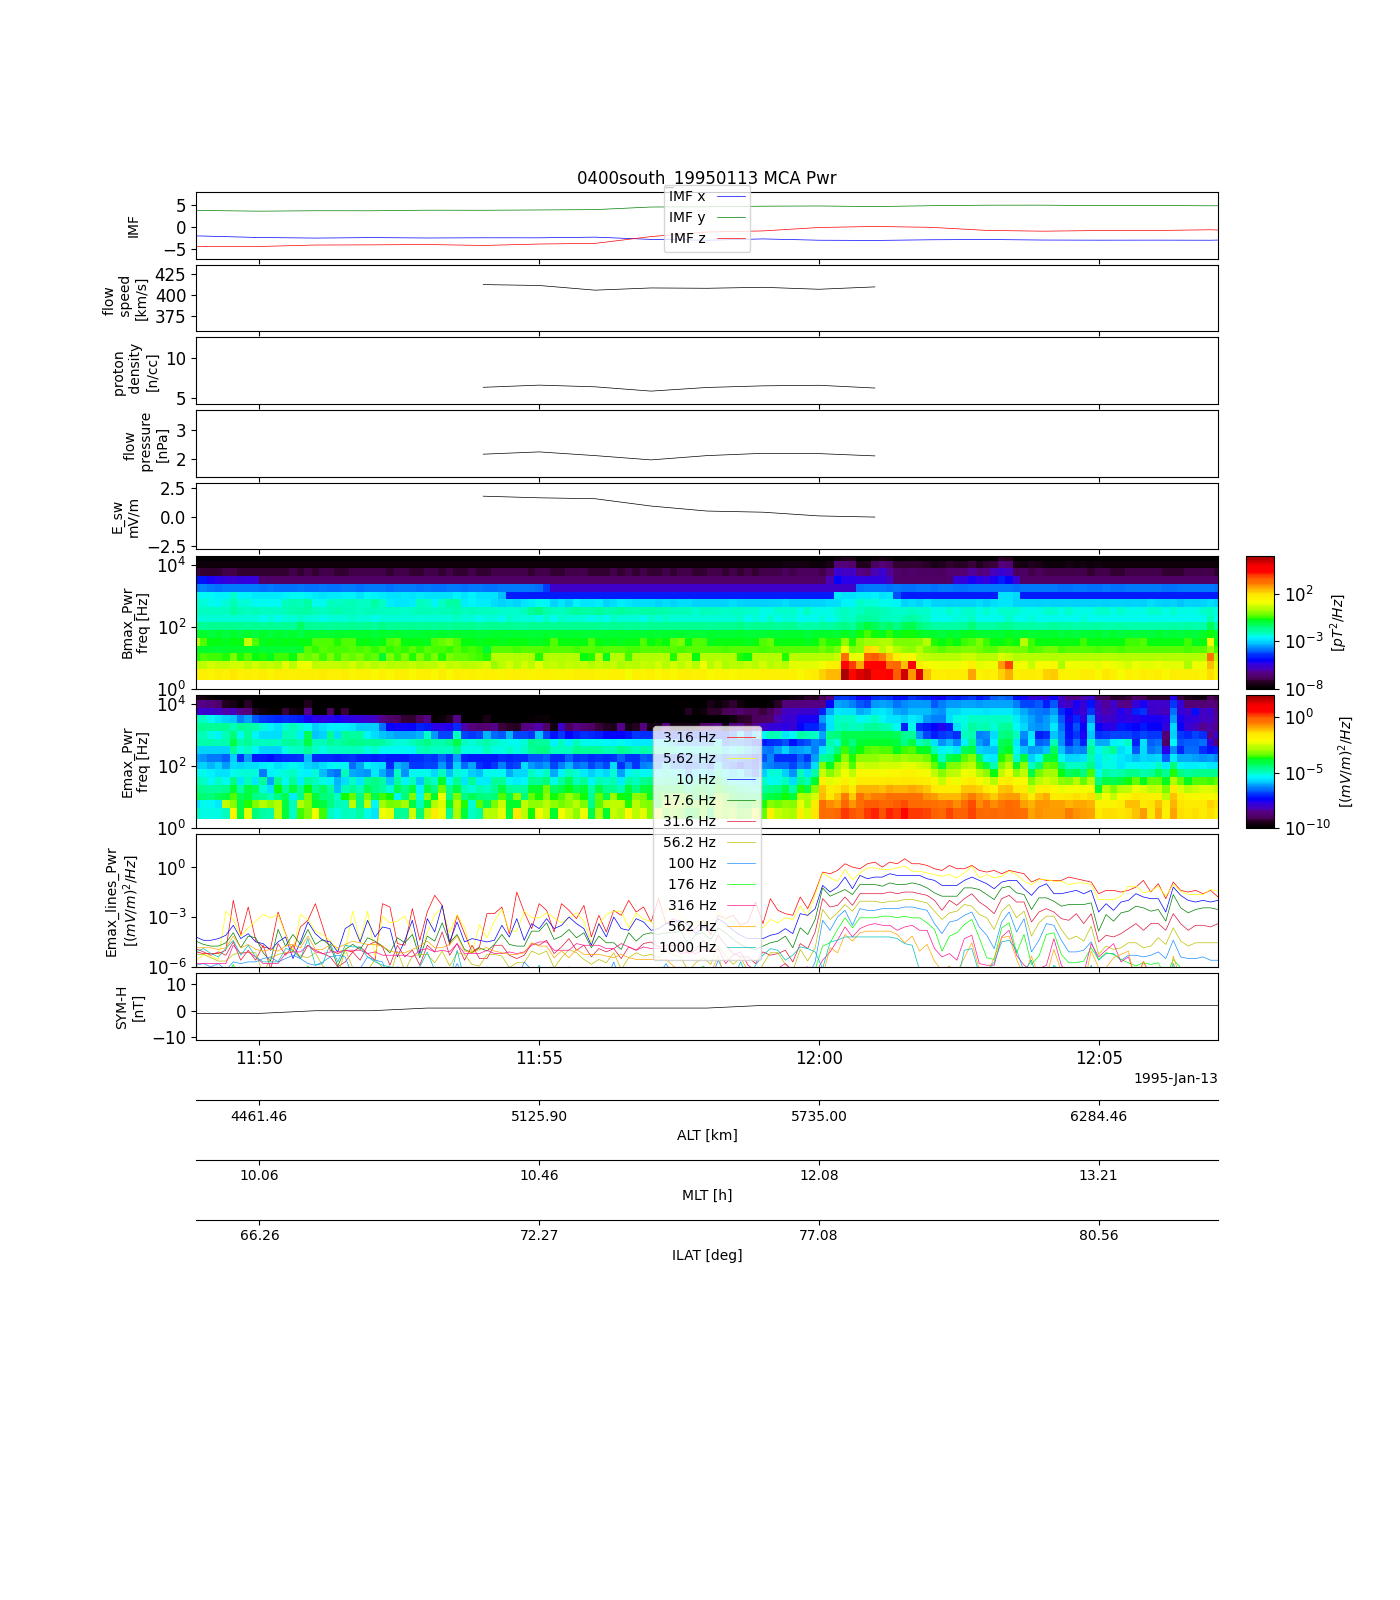 0400south_19950113 MCA Pwr
IMF
5
0
−5
IMF x
IMF y
IMF z
flow
speed
[km/s]
425
400
375
proton
density
[n/cc]
10
5
flow
pressure
[nPa]
3
2
E_sw
mV/m
2.5
0.0
−2.5
Bmax_Pwr
freq [Hz]
10^4
10^2
10^0
10^2
10^−3
10^−8
[pT^2/Hz]
Emax_Pwr
freq [Hz]
10^4
10^2
10^0
10^0
10^−5
10^−10
[(mV/m)^2/Hz]
3.16 Hz
5.62 Hz
10 Hz
17.6 Hz
31.6 Hz
56.2 Hz
100 Hz
176 Hz
316 Hz
562 Hz
1000 Hz
Emax_lines_Pwr
[(mV/m)^2/Hz]
10^0
10^−3
10^−6
SYM-H
[nT]
10
0
−10
11:50 11:55 12:00 12:05
1995-Jan-13
4461.46 5125.90 5735.00 6284.46
ALT [km]
10.06 10.46 12.08 13.21
MLT [h]
66.26 72.27 77.08 80.56
ILAT [deg]